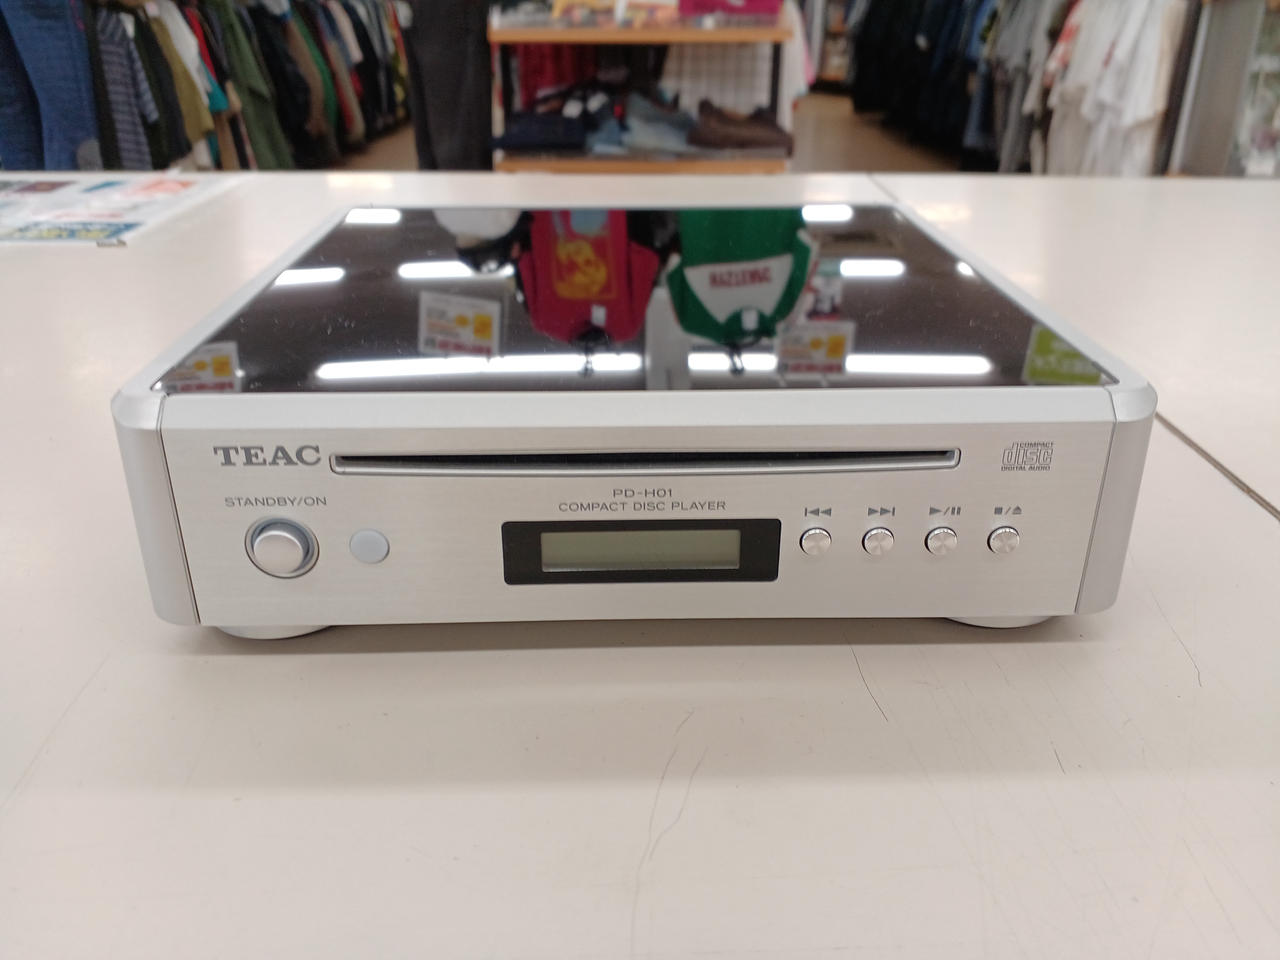 TEAC
COMPACT
disc
DIGITAL AUDIO
STANDBY/ON
PD-H01
COMPACT DISC PLAYER